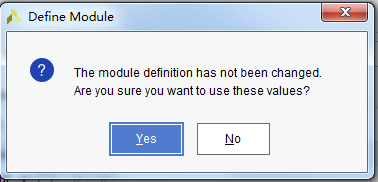 Define Module
The module definition has not been changed.
Are you sure you want to use these values?
Yes
No